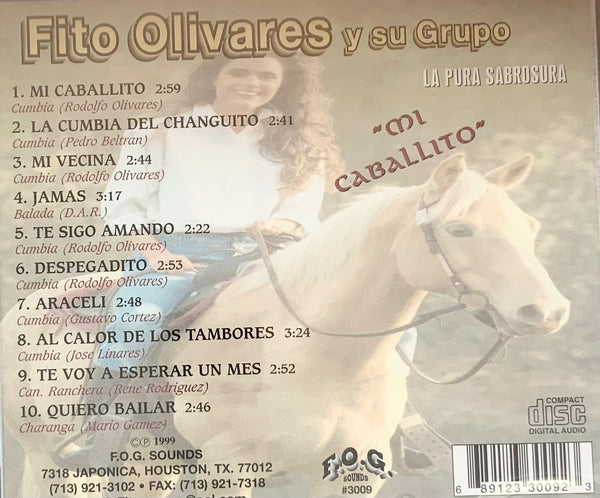 Fito Olivares y su Grupo
LA PURA SABROSURA
"MI
CABALLITO"
1. MI CABALLITO 2:59
Cumbia (Rodolfo Olivares)
2. LA CUMBIA DEL CHANGUITO 2:41
Cumbia (Pedro Beltran)
3. MI VECINA 2:44
Cumbia (Rodolfo Olivares)
4. JAMAS 3:17
Balada (D.A.R.)
5. TE SIGO AMANDO 2:22
Cumbia (Rodolfo Olivares)
6. DESPEGADITO 2:53
Cumbia (Rodolfo Olivares)
7. ARACELI 2:48
Cumbia (Gustavo Cortez)
8. AL CALOR DE LOS TAMBORES 3:24
Cumbia (Jose Linares)
9. TE VOY A ESPERAR UN MES 2:52
Can. Ranchera (Rene Rodriguez)
10. QUIERO BAILAR 2:46
Charanga (Mario Gamez)
©℗ 1999
F.O.G. SOUNDS
7318 JAPONICA, HOUSTON, TX. 77012
(713) 921-3102 • FAX: (713) 921-7318
F.O.G.
SOUNDS
#3009
COMPACT
disc
DIGITAL AUDIO
6 89123 30092 3